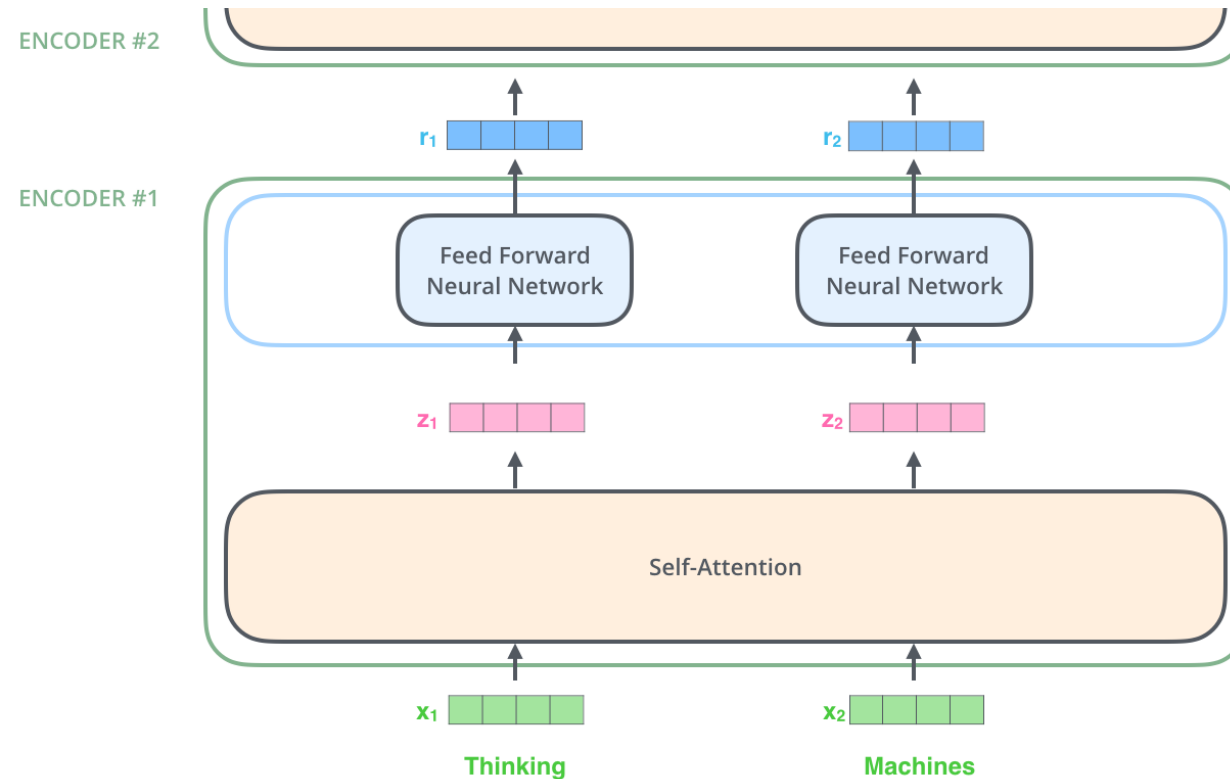 ENCODER #2
r₁ r₂
ENCODER #1
Feed Forward Neural Network
Feed Forward Neural Network
z₁ z₂
Self-Attention
x₁ x₂
Thinking Machines